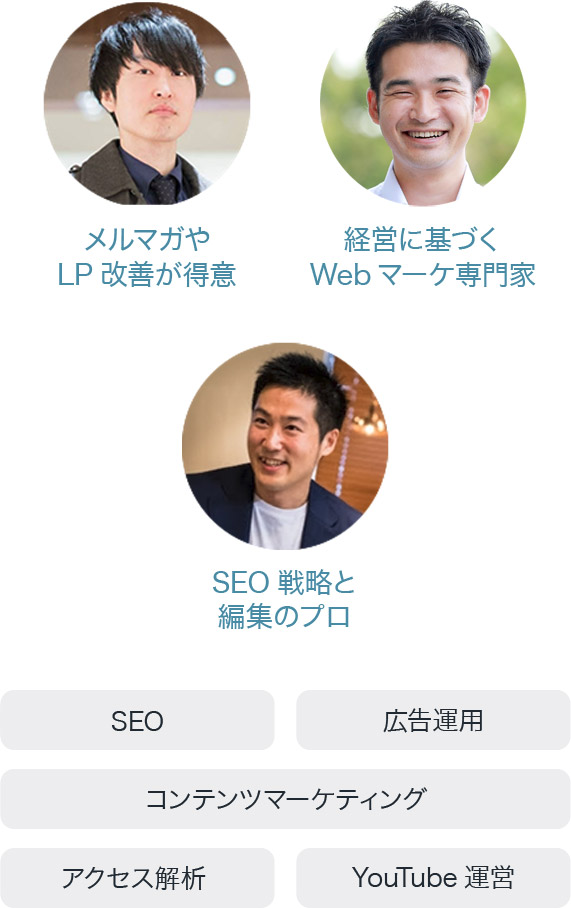 メルマガや
LP 改善が得意
経営に基づく
Web マーケ専門家
SEO 戦略と
編集のプロ
SEO
広告運用
コンテンツマーケティング
アクセス解析
YouTube 運営